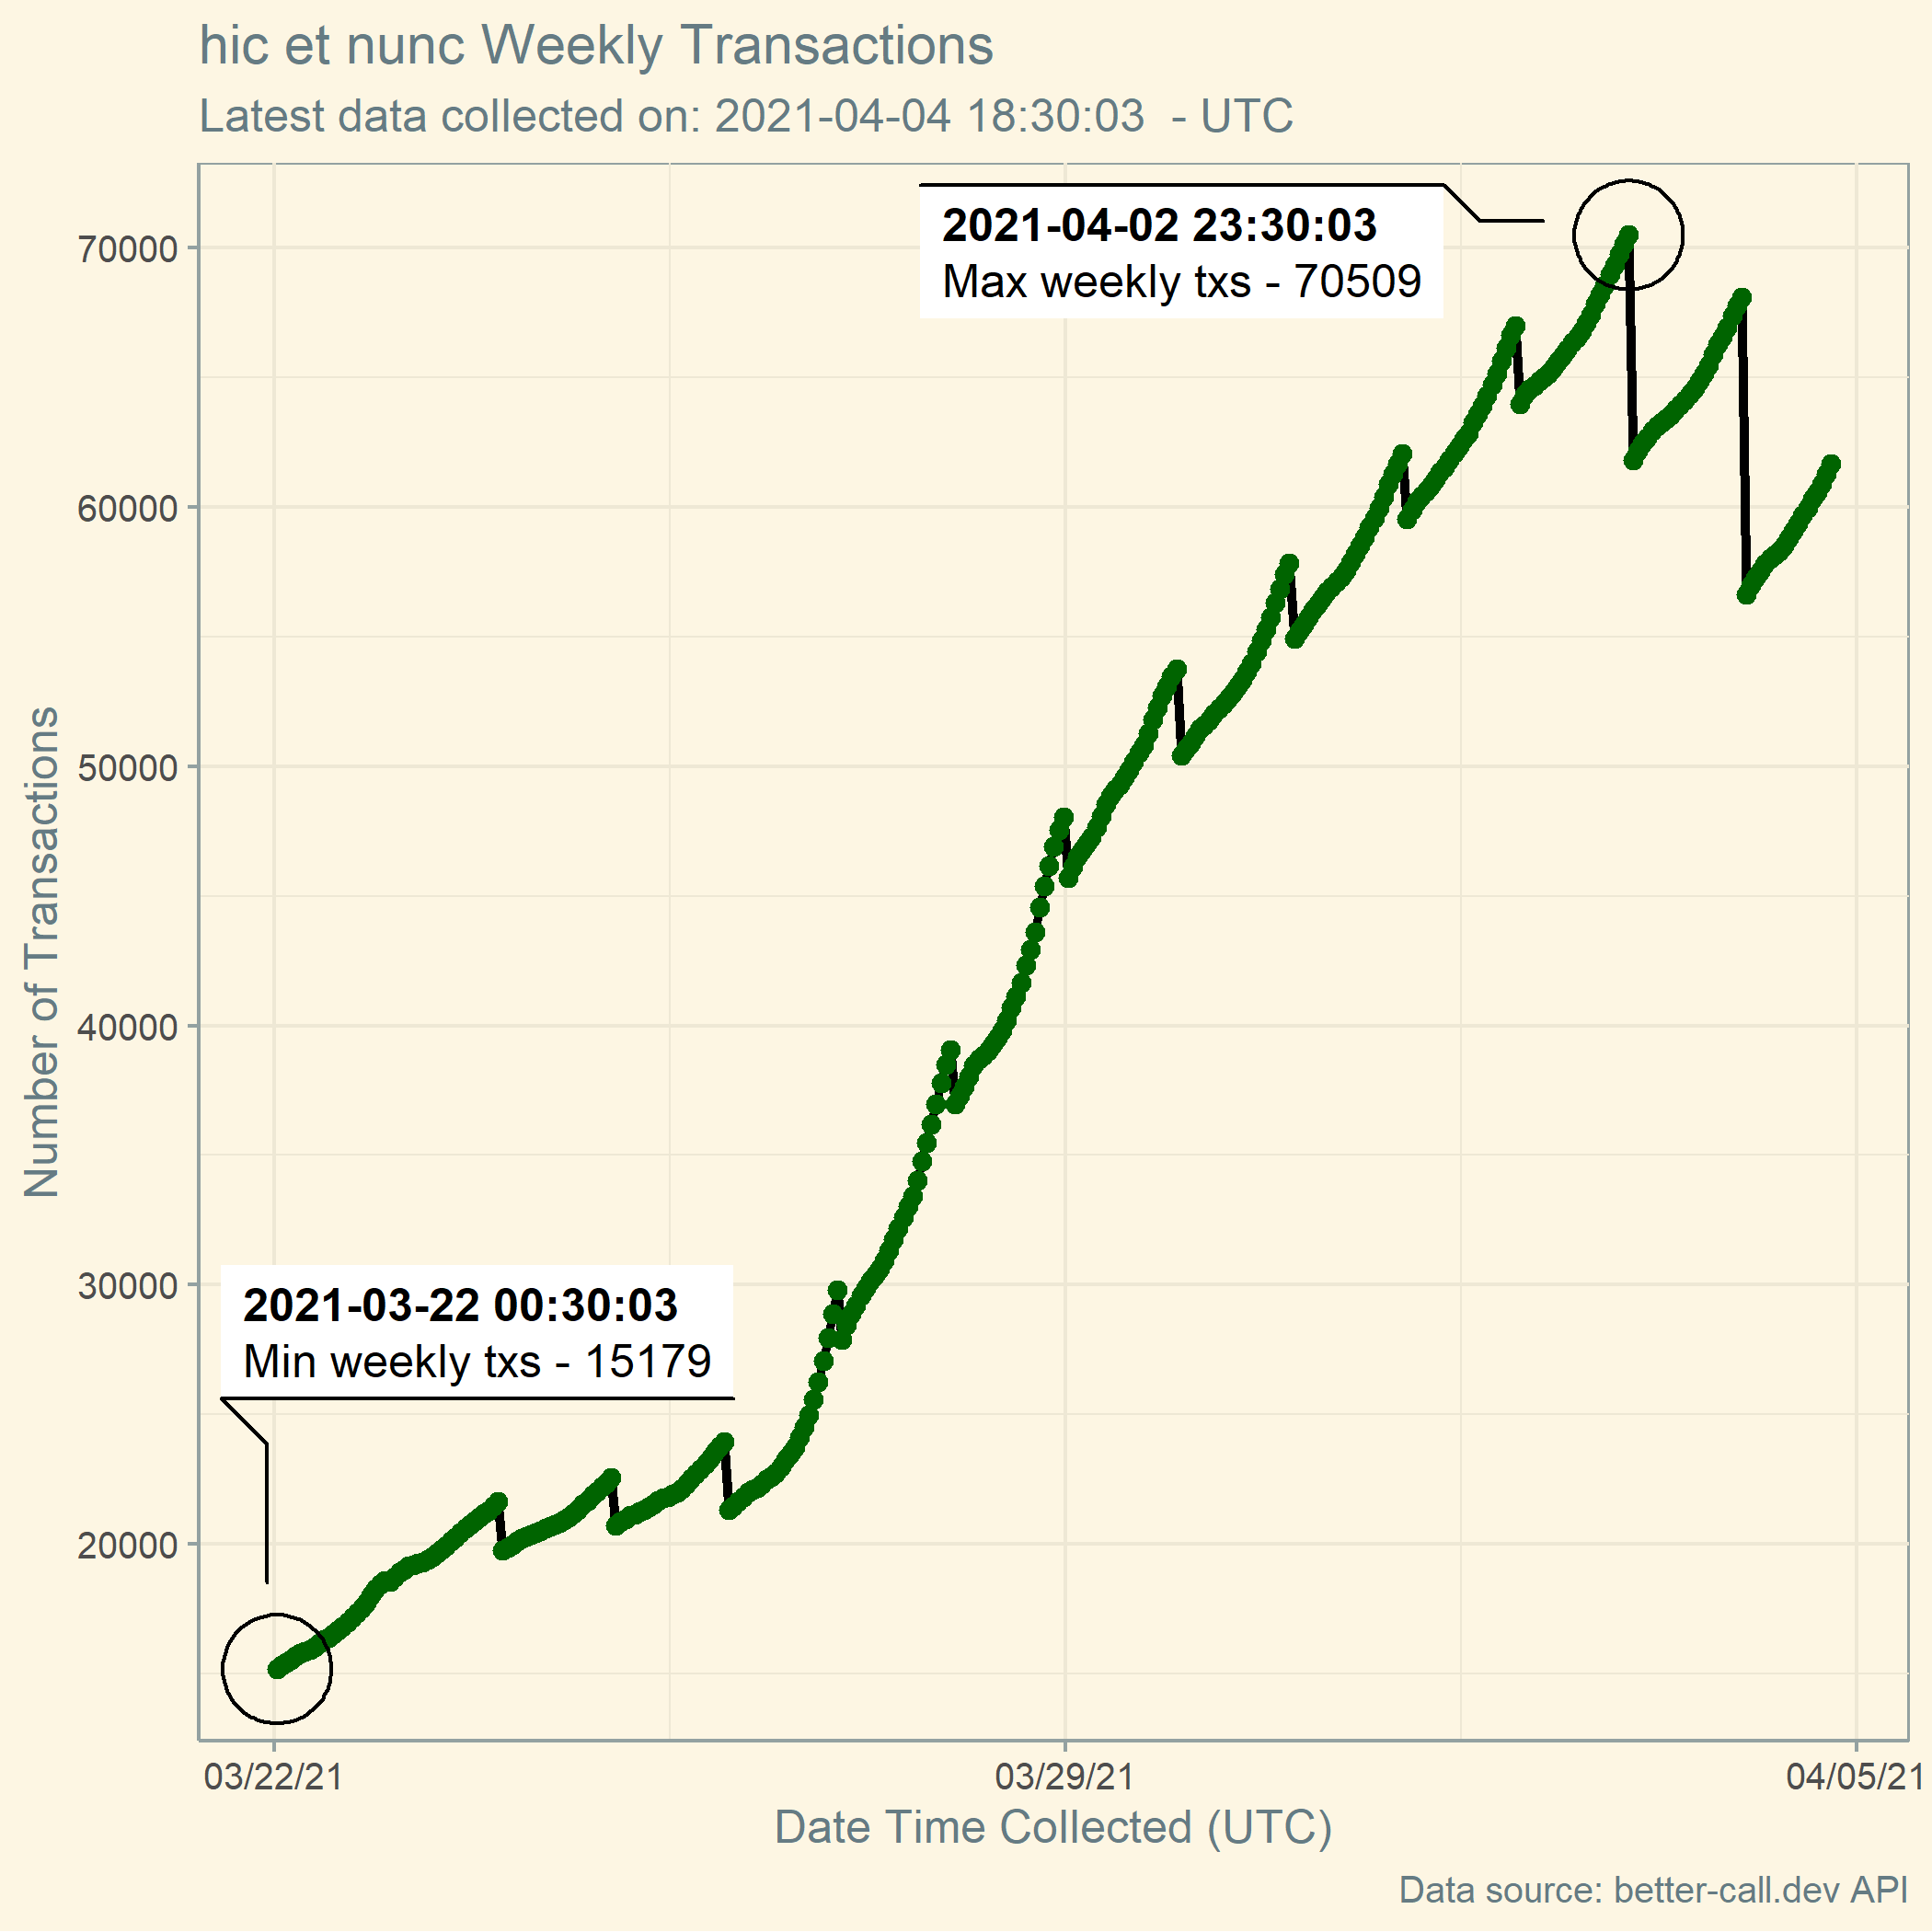 hic et nunc Weekly Transactions
Latest data collected on: 2021-04-04 18:30:03  - UTC
2021-04-02 23:30:03
Max weekly txs - 70509
70000
60000
50000
40000
30000
20000
Number of Transactions
2021-03-22 00:30:03
Min weekly txs - 15179
03/22/21
03/29/21
04/05/21
Date Time Collected (UTC)
Data source: better-call.dev API